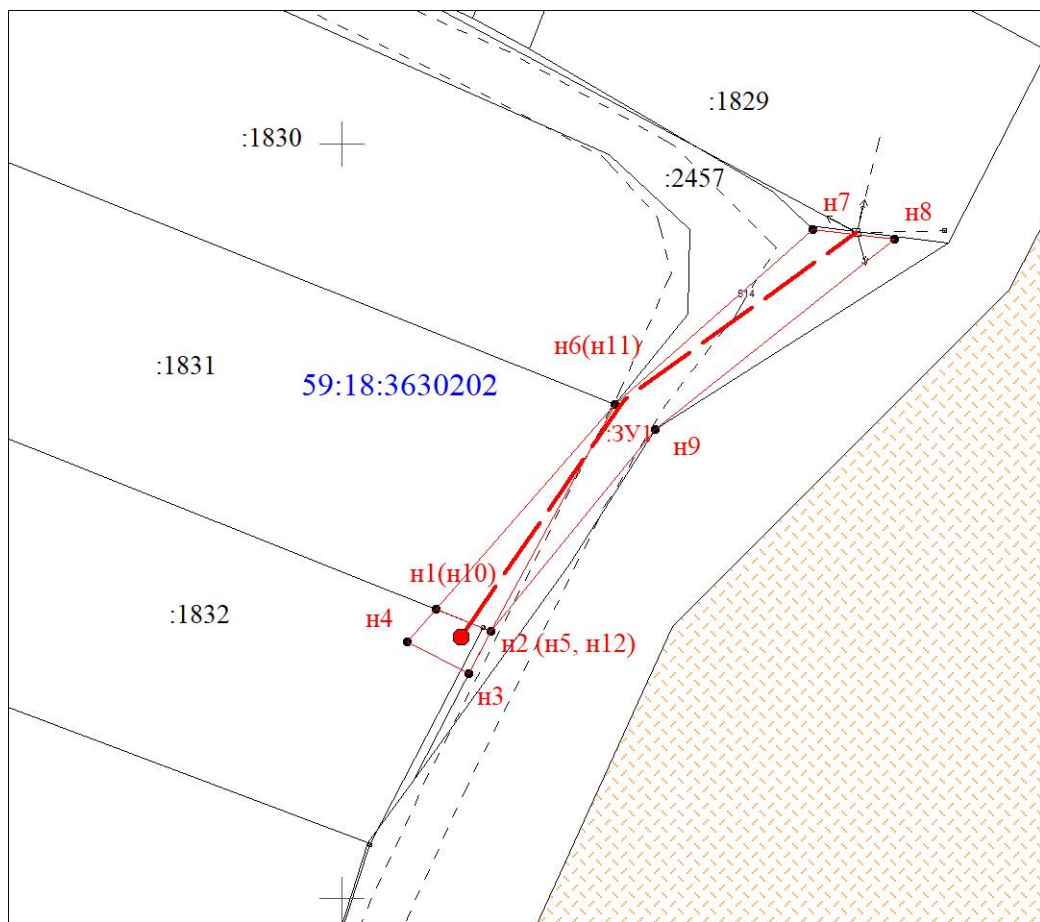 :1829
:1830
:2457
н7
н8
814
н6(н11)
:1831
59:18:3630202
:ЗУ1
н9
н1(н10)
:1832
н4
н2 (н5, н12)
н3